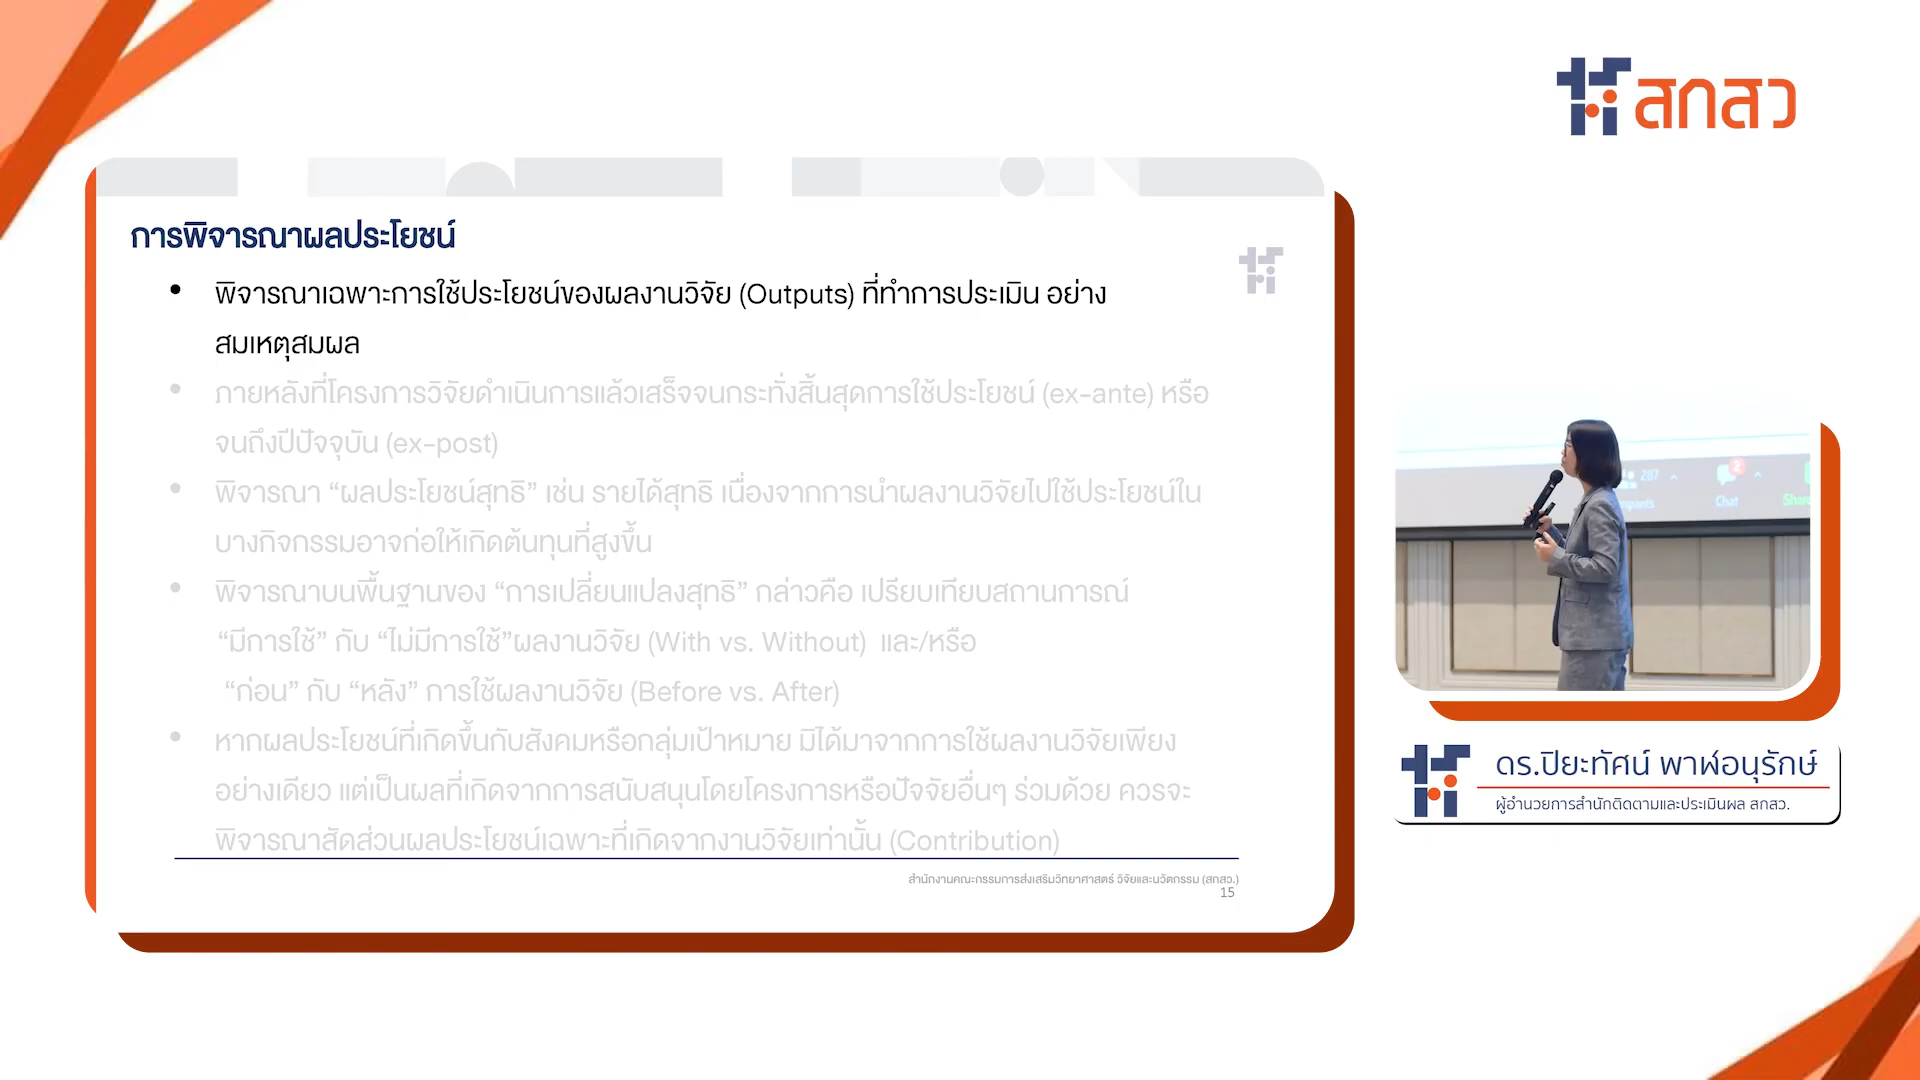 สกสว
การพิจารณาผลประโยชน์
• พิจารณาเฉพาะการใช้ประโยชน์ของผลงานวิจัย (Outputs) ที่ทำการประเมิน อย่าง
สมเหตุสมผล
• ภายหลังที่โครงการวิจัยดำเนินการแล้วเสร็จจนกระทั่งสิ้นสุดการใช้ประโยชน์ (ex-ante) หรือ
จนถึงปีปัจจุบัน (ex-post)
• พิจารณา “ผลประโยชน์สุทธิ” เช่น รายได้สุทธิ เนื่องจากการนำผลงานวิจัยไปใช้ประโยชน์ใน
บางกิจกรรมอาจก่อให้เกิดต้นทุนที่สูงขึ้น
• พิจารณาบนพื้นฐานของ “การเปลี่ยนแปลงสุทธิ” กล่าวคือ เปรียบเทียบสถานการณ์
“มีการใช้” กับ “ไม่มีการใช้”ผลงานวิจัย (With vs. Without) และ/หรือ
“ก่อน” กับ “หลัง” การใช้ผลงานวิจัย (Before vs. After)
• หากผลประโยชน์ที่เกิดขึ้นกับสังคมหรือกลุ่มเป้าหมาย มิได้มาจากการใช้ผลงานวิจัยเพียง
อย่างเดียว แต่เป็นผลที่เกิดจากการสนับสนุนโดยโครงการหรือปัจจัยอื่นๆ ร่วมด้วย ควรจะ
พิจารณาสัดส่วนผลประโยชน์เฉพาะที่เกิดจากงานวิจัยเท่านั้น (Contribution)
สำนักงานคณะกรรมการส่งเสริมวิทยาศาสตร์ วิจัยและนวัตกรรม (สกสว.)
15
287
2
Chat
ดร.ปิยะทัศน์ พาฬอนุรักษ์
ผู้อำนวยการสำนักติดตามและประเมินผล สกสว.